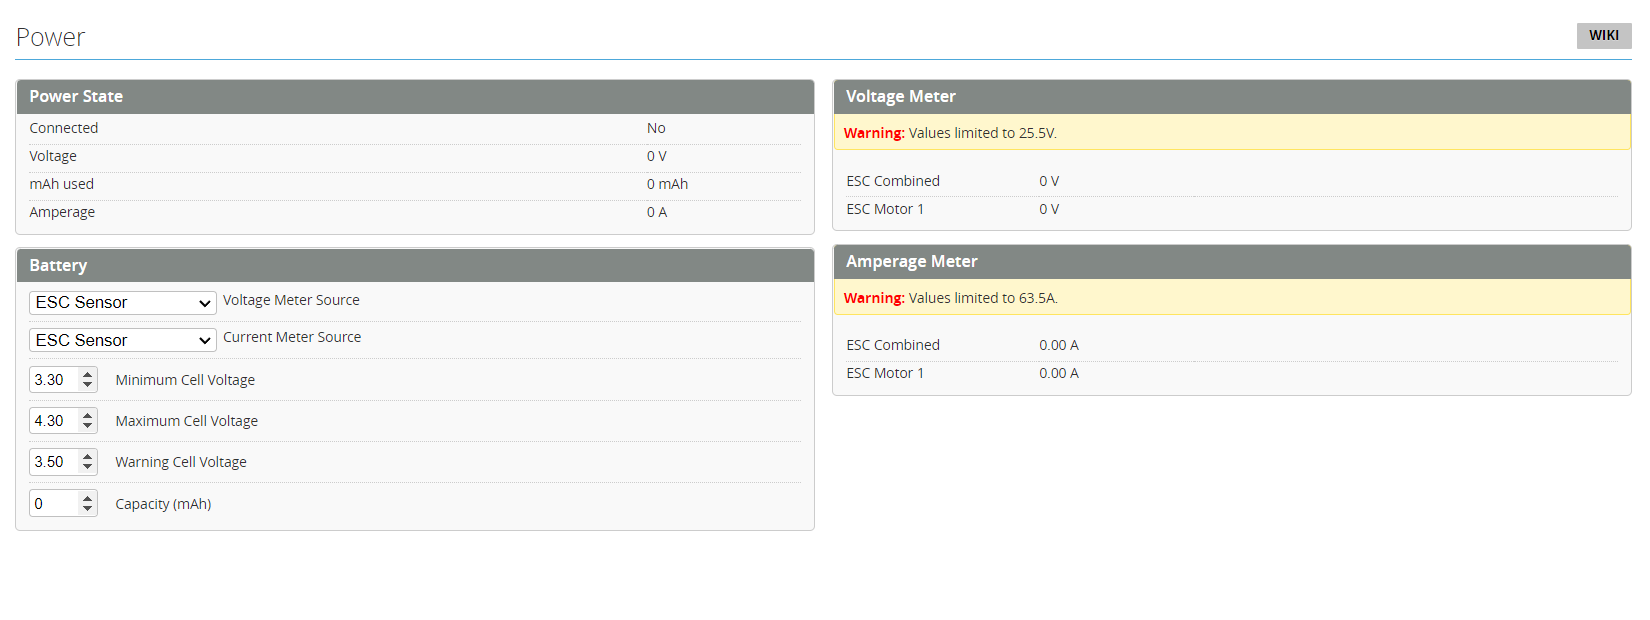 Power
WIKI
Power State
Connected No
Voltage 0 V
mAh used 0 mAh
Amperage 0 A
Battery
ESC Sensor Voltage Meter Source
ESC Sensor Current Meter Source
3.30 Minimum Cell Voltage
4.30 Maximum Cell Voltage
3.50 Warning Cell Voltage
0 Capacity (mAh)
Voltage Meter
Warning: Values limited to 25.5V.
ESC Combined 0 V
ESC Motor 1 0 V
Amperage Meter
Warning: Values limited to 63.5A.
ESC Combined 0.00 A
ESC Motor 1 0.00 A